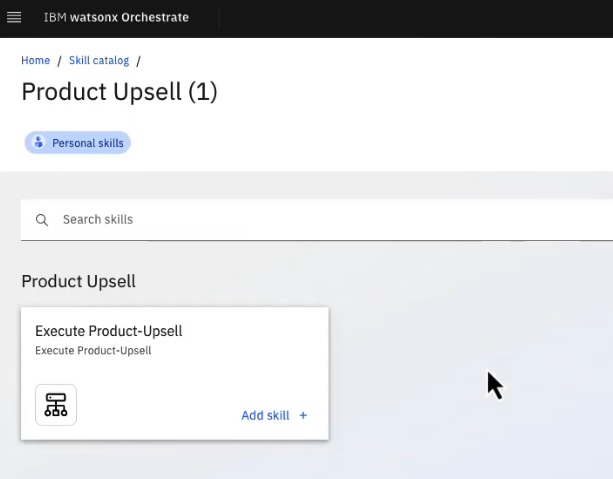 IBM watsonx Orchestrate
Home / Skill catalog /
Product Upsell (1)
Personal skills
Search skills
Product Upsell
Execute Product-Upsell
Execute Product-Upsell
Add skill +